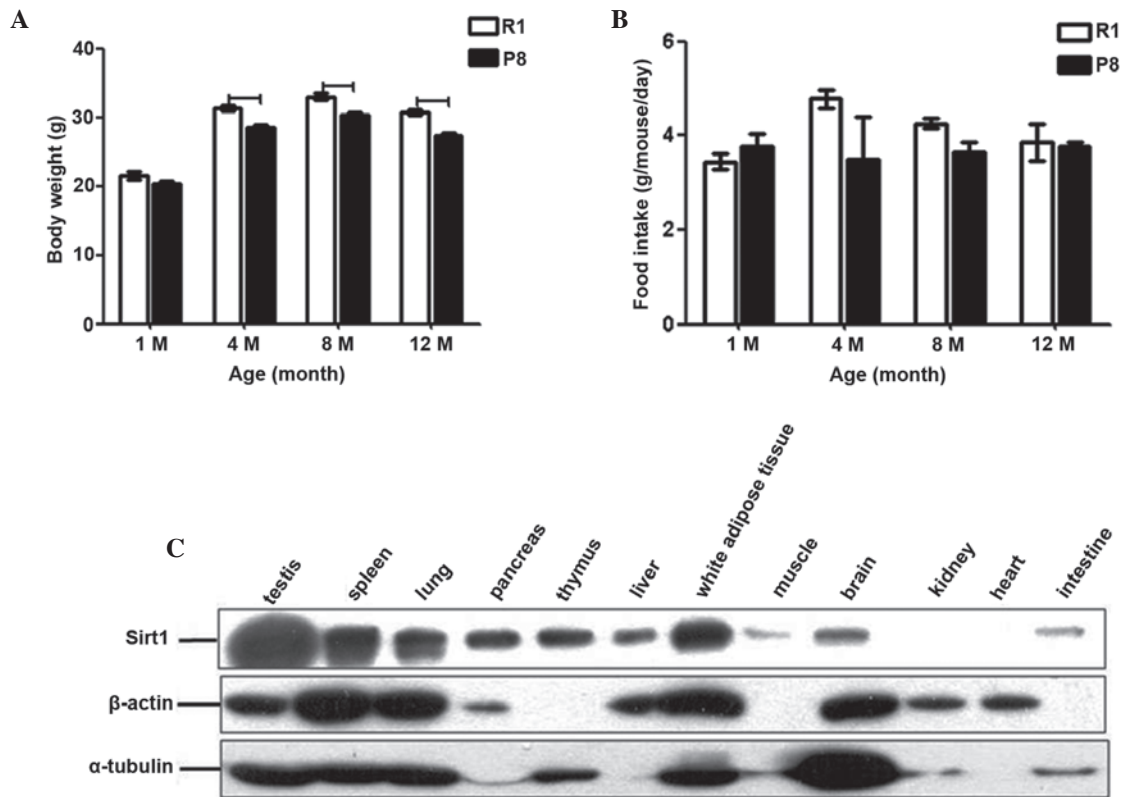 A
R1
P8
40
30
20
10
0
Body weight (g)
1 M 4 M 8 M 12 M
Age (month)
B
R1
P8
6
4
2
0
Food intake (g/mouse/day)
1 M 4 M 8 M 12 M
Age (month)
C
testis spleen lung pancreas thymus liver white adipose tissue muscle brain kidney heart intestine
Sirt1
β-actin
α-tubulin